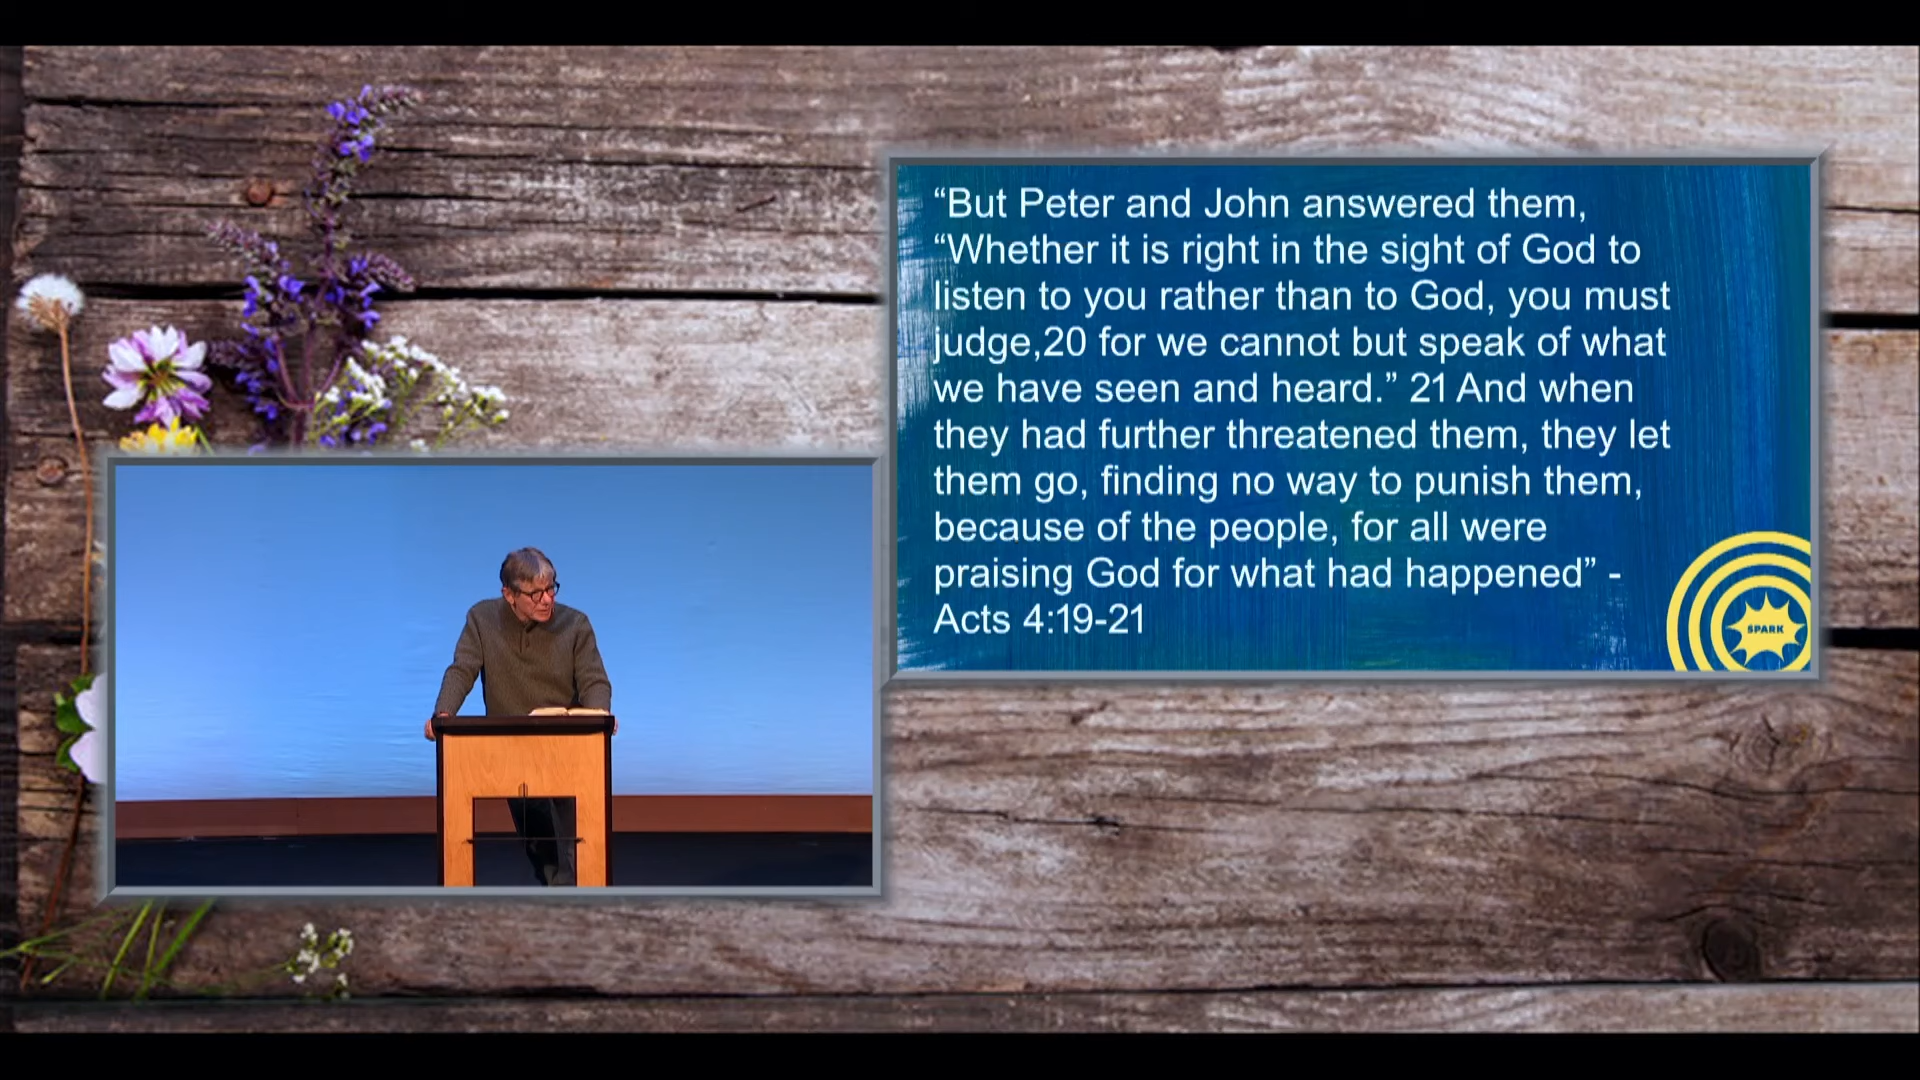 “But Peter and John answered them,
“Whether it is right in the sight of God to
listen to you rather than to God, you must
judge,20 for we cannot but speak of what
we have seen and heard.” 21 And when
they had further threatened them, they let
them go, finding no way to punish them,
because of the people, for all were
praising God for what had happened” -
Acts 4:19-21
SPARK